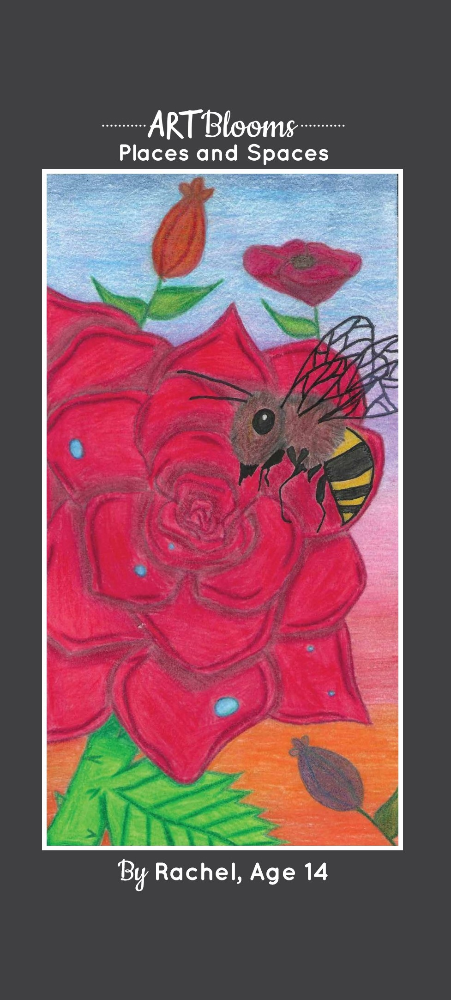 ART Blooms
Places and Spaces
By Rachel, Age 14